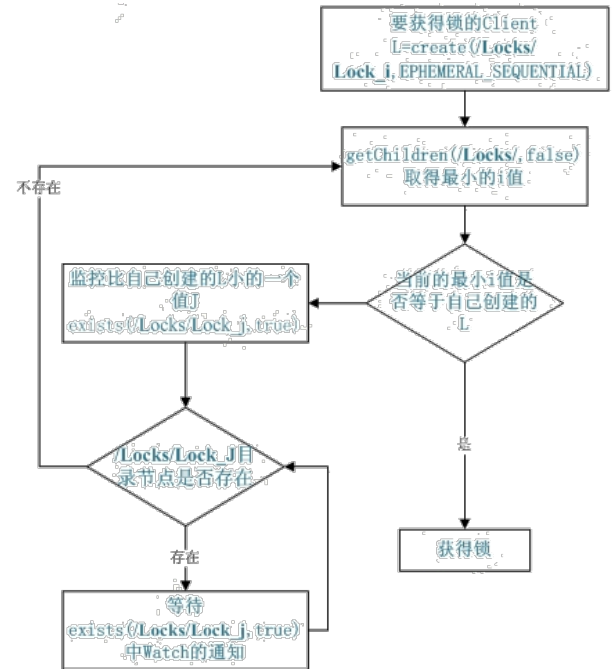 要获得锁的Client
L=create(/Locks/
Lock_i,EPHEMERAL_SEQUENTIAL)
getChildren(/Locks/,false)
取得最小的i值
不存在
当前的最小i值是
否等于自己创建的
L
监控比自己创建的L小的一个
值J
exists(/Locks/Lock_j,true)
/Locks/Lock_J目
录节点是否存在
是
存在
获得锁
等待
exists(/Locks/Lock_j,true)
中Watch的通知